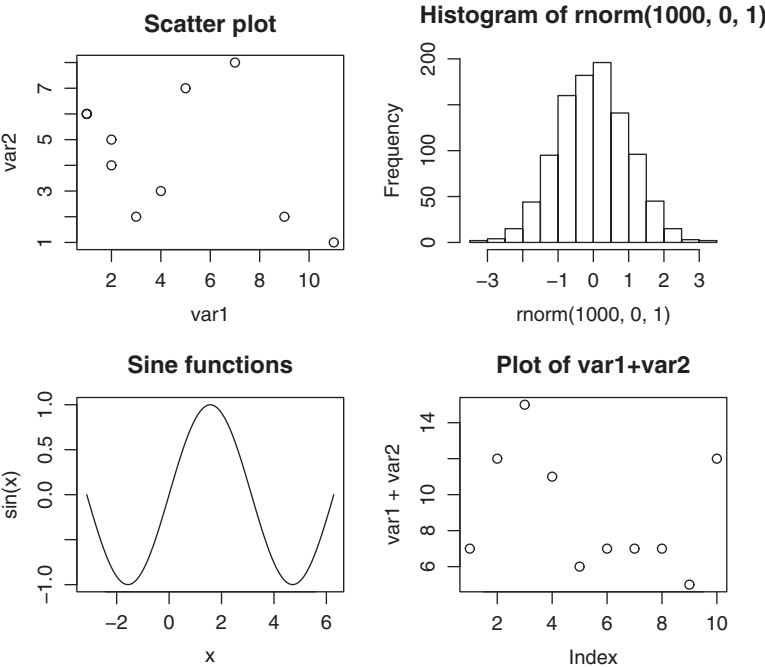 Scatter plot
var2
7
5
3
1
2 4 6 8 10
var1
Histogram of rnorm(1000, 0, 1)
Frequency
200
100
50
0
−3 −1 0 1 2 3
rnorm(1000, 0, 1)
Sine functions
sin(x)
1.0
0.5
0.0
−1.0
−2 0 2 4 6
x
Plot of var1+var2
var1 + var2
14
10
8
6
2 4 6 8 10
Index